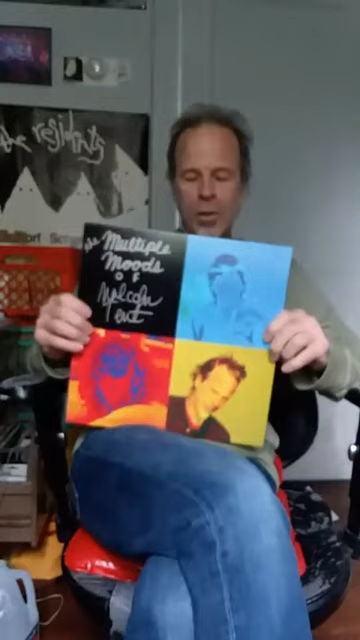 the residents
the Multiple
Moods
OF
Malcolm